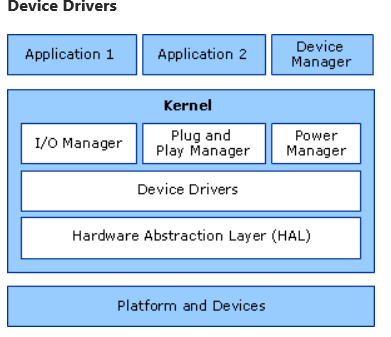 Device Drivers
Application 1
Application 2
Device
Manager
Kernel
I/O Manager
Plug and
Play Manager
Power
Manager
Device Drivers
Hardware Abstraction Layer (HAL)
Platform and Devices